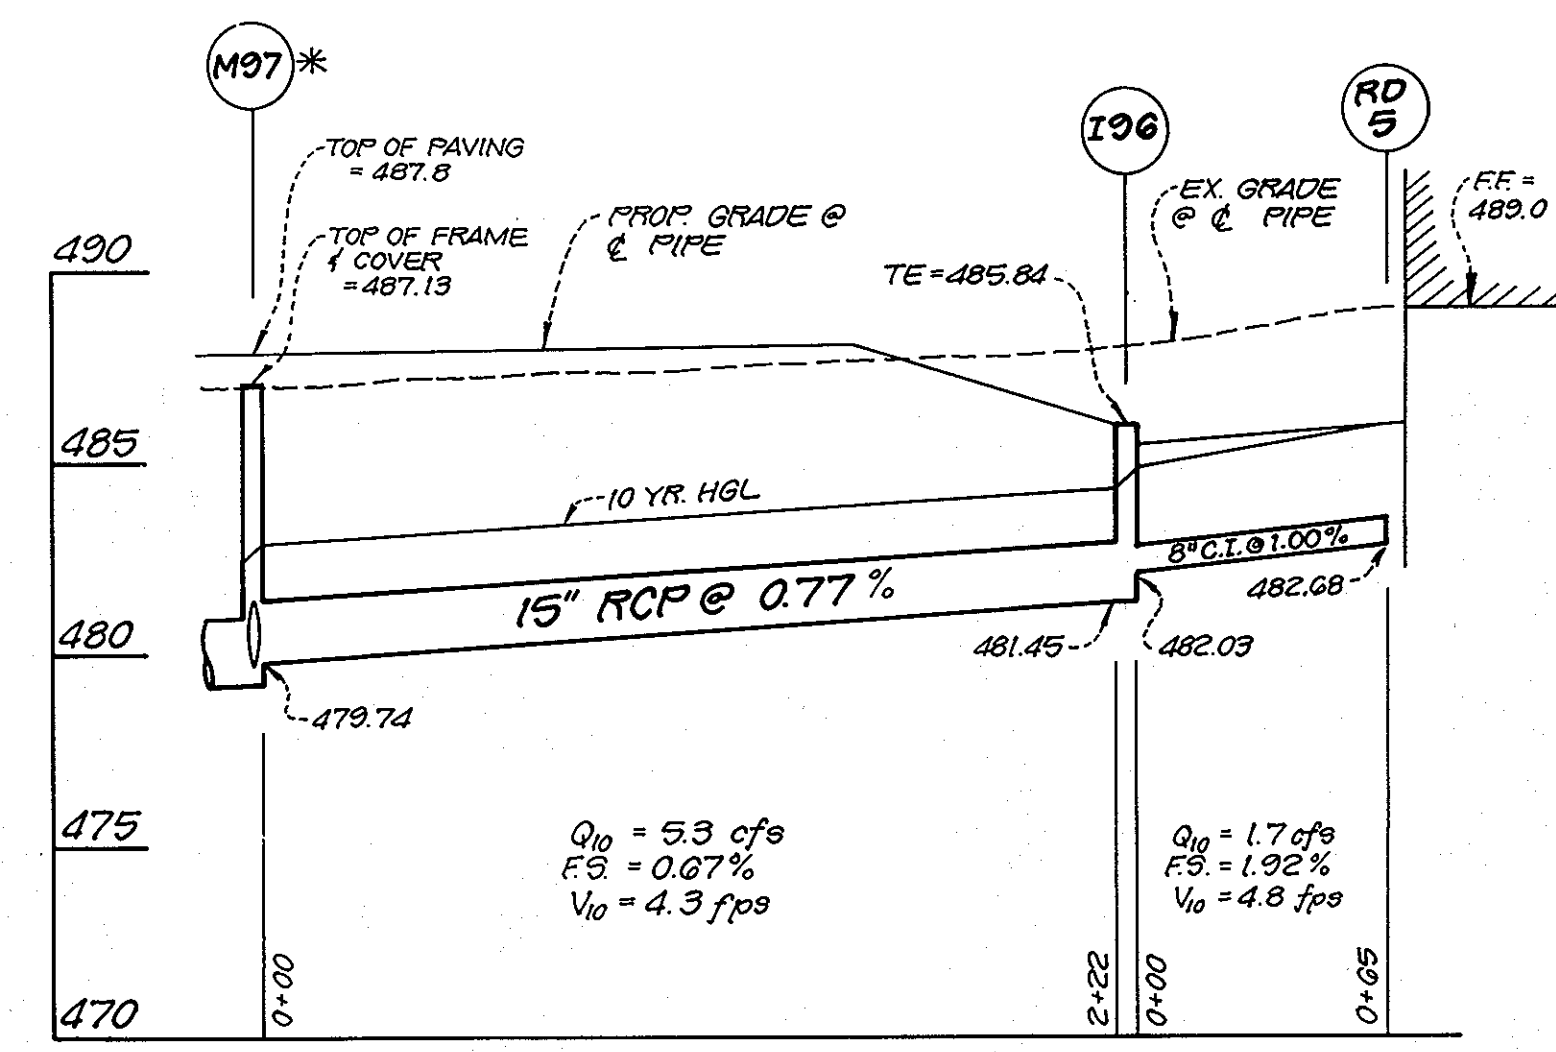 M97 *
I96
RD
5
TOP OF PAVING
= 487.8
TOP OF FRAME
& COVER
= 487.13
PROP. GRADE @
℄ PIPE
TE = 485.84
EX. GRADE
@ ℄ PIPE
F.F. =
489.0
490
485
480
475
470
10 YR. HGL
15" RCP @ 0.77 %
8" C.I. @ 1.00%
479.74
481.45
482.03
482.68
Q10 = 5.3 cfs
F.S. = 0.67%
V10 = 4.3 fps
Q10 = 1.7 cfs
F.S. = 1.92%
V10 = 4.8 fps
0+00
2+22
0+00
0+65